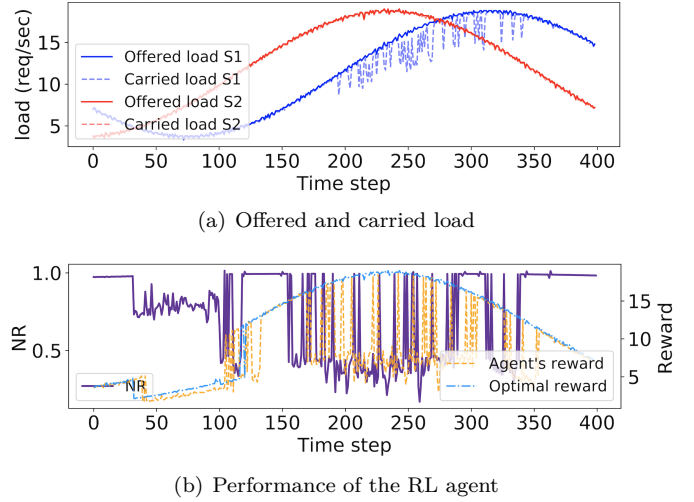 load (req/sec)
15
10
5
Offered load S1
Carried load S1
Offered load S2
Carried load S2
0 50 100 150 200 250 300 350 400
Time step
(a) Offered and carried load
NR
1.0
0.5
NR
Agent's reward
Optimal reward
15
10
5
Reward
0 50 100 150 200 250 300 350 400
Time step
(b) Performance of the RL agent